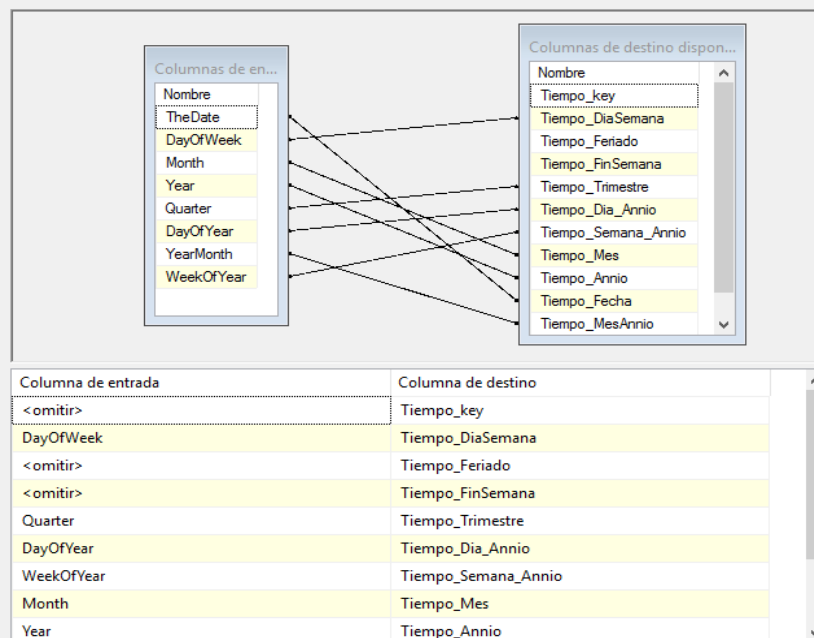 Columnas de en...
Nombre
TheDate
DayOfWeek
Month
Year
Quarter
DayOfYear
YearMonth
WeekOfYear
Columnas de destino dispon...
Nombre
Tiempo_key
Tiempo_DiaSemana
Tiempo_Feriado
Tiempo_FinSemana
Tiempo_Trimestre
Tiempo_Dia_Annio
Tiempo_Semana_Annio
Tiempo_Mes
Tiempo_Annio
Tiempo_Fecha
Tiempo_MesAnnio
Columna de entrada Columna de destino
<omitir> Tiempo_key
DayOfWeek Tiempo_DiaSemana
<omitir> Tiempo_Feriado
<omitir> Tiempo_FinSemana
Quarter Tiempo_Trimestre
DayOfYear Tiempo_Dia_Annio
WeekOfYear Tiempo_Semana_Annio
Month Tiempo_Mes
Year Tiempo_Annio